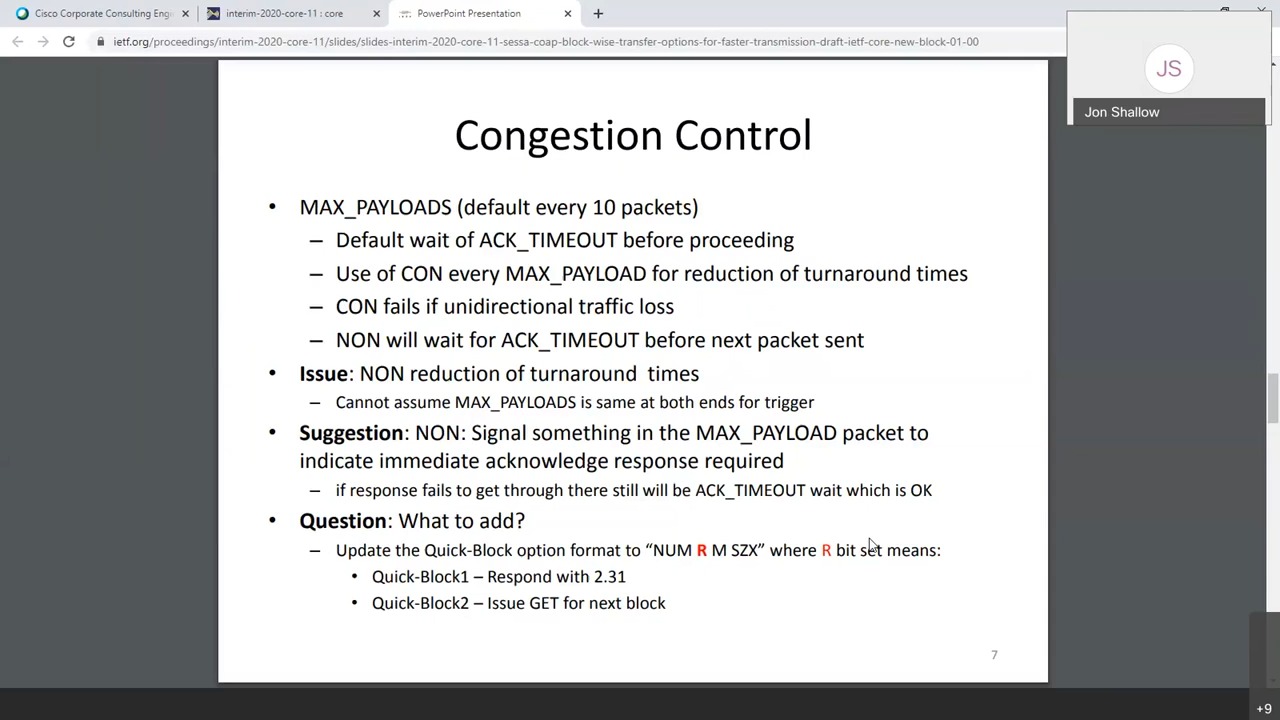 Cisco Corporate Consulting Eng
interim-2020-core-11 : core
PowerPoint Presentation
ietf.org/proceedings/interim-2020-core-11/slides/slides-interim-2020-core-11-sessa-coap-block-wise-transfer-options-for-faster-transmission-draft-ietf-core-new-block-01-00
JS
Jon Shallow
Congestion Control
• MAX_PAYLOADS (default every 10 packets)
– Default wait of ACK_TIMEOUT before proceeding
– Use of CON every MAX_PAYLOAD for reduction of turnaround times
– CON fails if unidirectional traffic loss
– NON will wait for ACK_TIMEOUT before next packet sent
• Issue: NON reduction of turnaround times
– Cannot assume MAX_PAYLOADS is same at both ends for trigger
• Suggestion: NON: Signal something in the MAX_PAYLOAD packet to
indicate immediate acknowledge response required
– if response fails to get through there still will be ACK_TIMEOUT wait which is OK
• Question: What to add?
– Update the Quick-Block option format to “NUM R M SZX” where R bit set means:
• Quick-Block1 – Respond with 2.31
• Quick-Block2 – Issue GET for next block
7
+9